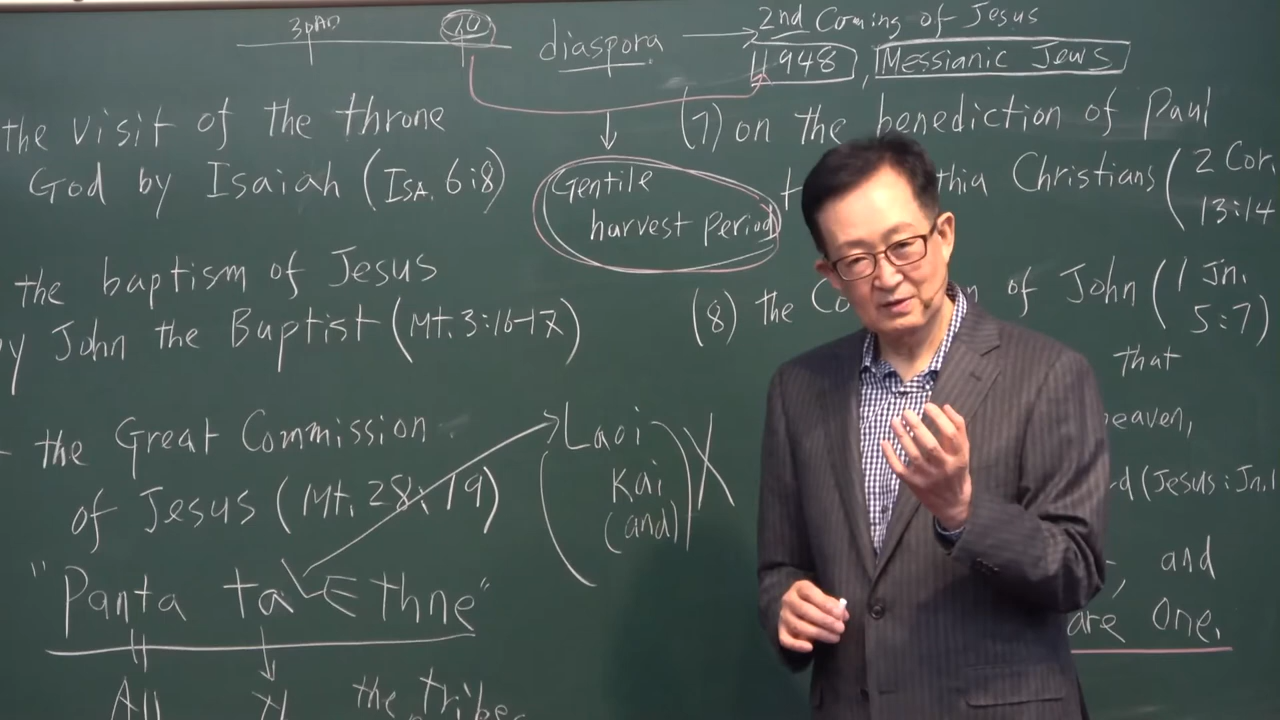 30AD 70 diaspora → 2nd Coming of Jesus
1948, Messianic Jews
the visit of the throne
God by Isaiah (Isa. 6:8)
the baptism of Jesus
by John the Baptist (Mt. 3:16-17)
the Great Commission
of Jesus (Mt. 28:19)
"Panta ta Ethne"
All the tribes
Gentile
harvest period
Laoi
Kai
(and)
(7) on the benediction of Paul
Christians (2 Cor.
13:14
(8) the of John (1 Jn.
5:7)
that
heaven,
(Jesus: Jn. 1
and
are One.